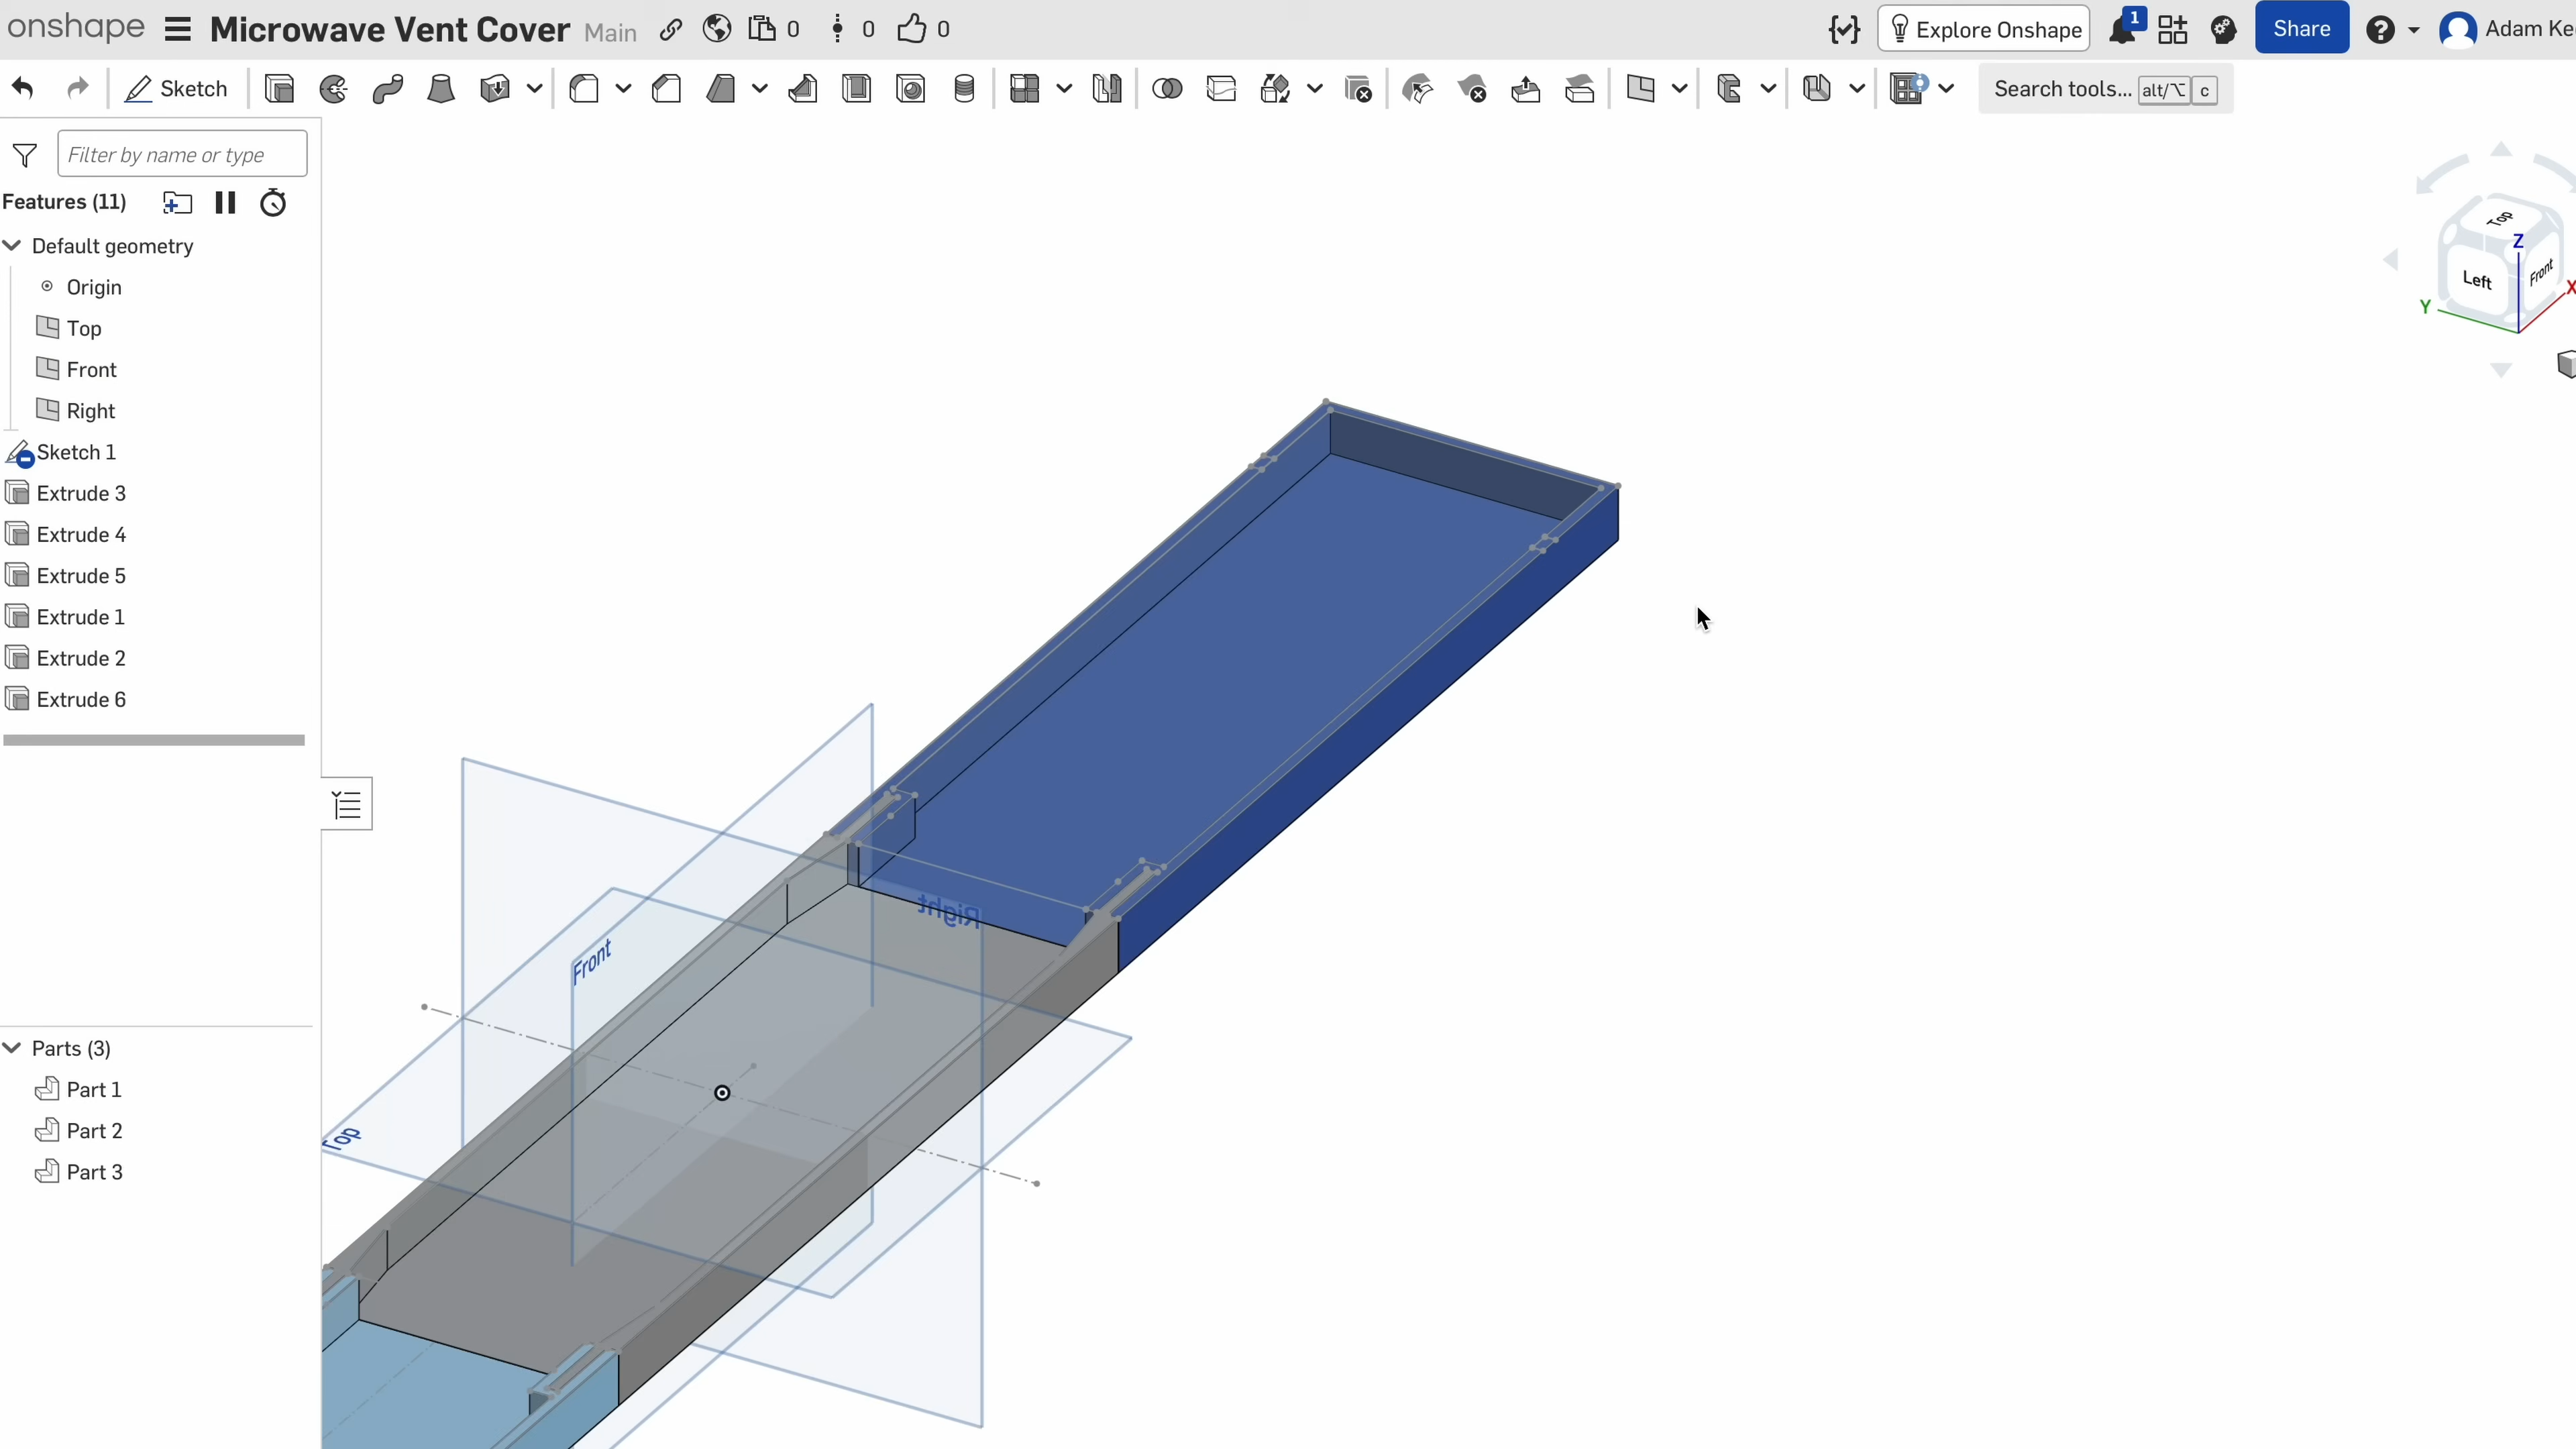 onshape Microwave Vent Cover Main 0 0 0 Explore Onshape 1 Share Adam Ke
Sketch Search tools... alt/⌥ c
Filter by name or type
Features (11)
Default geometry
Origin
Top
Front
Right
Sketch 1
Extrude 3
Extrude 4
Extrude 5
Extrude 1
Extrude 2
Extrude 6
Parts (3)
Part 1
Part 2
Part 3
Top
Z
Left
Front
Y
X
Right
Front
Top